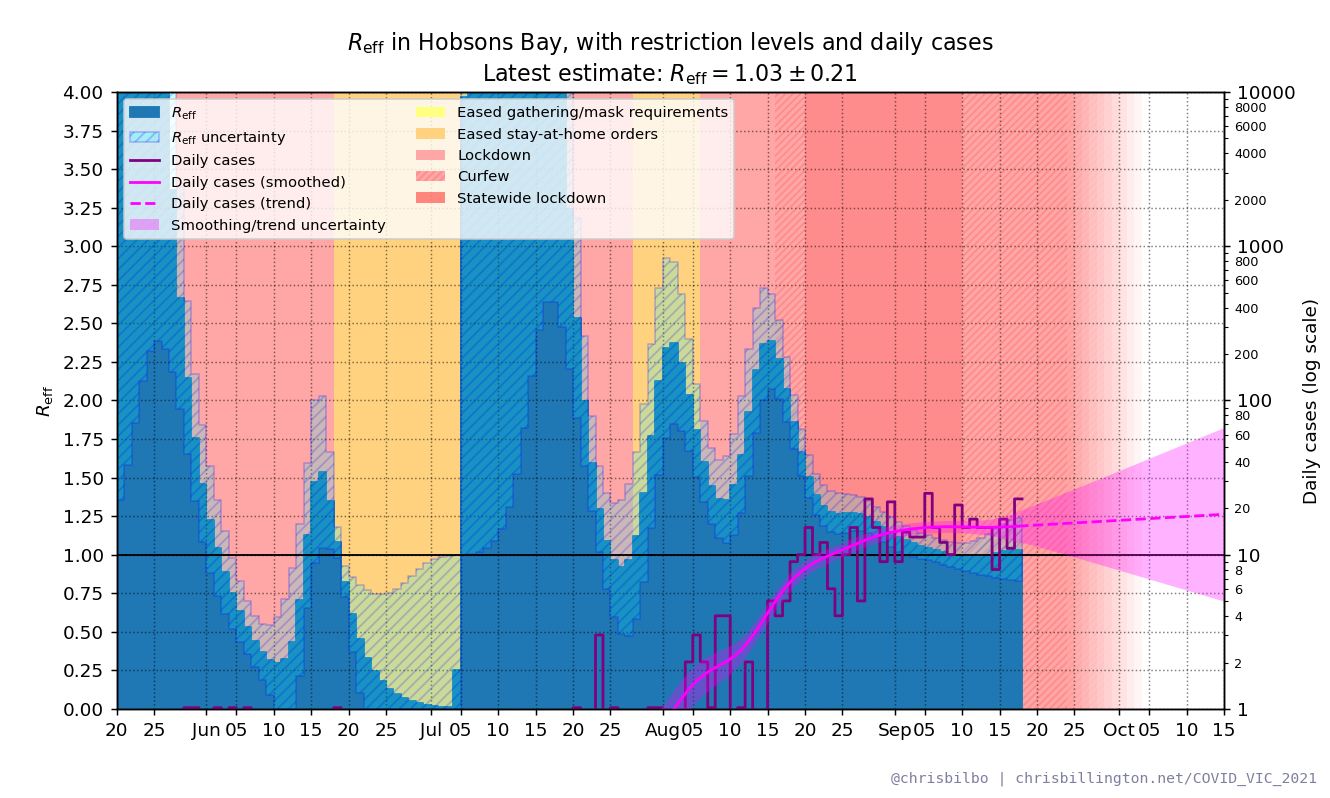 Reff in Hobsons Bay, with restriction levels and daily cases
Latest estimate: Reff = 1.03 ± 0.21
Reff
Reff uncertainty
Daily cases
Daily cases (smoothed)
Daily cases (trend)
Smoothing/trend uncertainty
Eased gathering/mask requirements
Eased stay-at-home orders
Lockdown
Curfew
Statewide lockdown
Reff
4.00
3.75
3.50
3.25
3.00
2.75
2.50
2.25
2.00
1.75
1.50
1.25
1.00
0.75
0.50
0.25
0.00
10000
8000
6000
4000
2000
1000
800
600
400
200
100
80
60
40
20
10
8
6
4
2
1
Daily cases (log scale)
20 25 Jun 05 10 15 20 25 Jul 05 10 15 20 25 Aug 05 10 15 20 25 Sep 05 10 15 20 25 Oct 05 10 15
@chrisbilbo | chrisbillington.net/COVID_VIC_2021